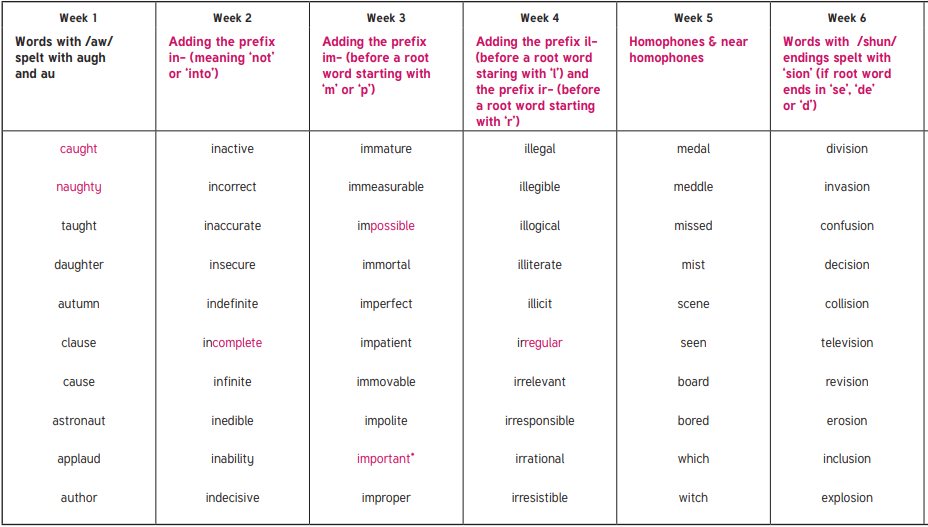 Week 1 Week 2 Week 3 Week 4 Week 5 Week 6
Words with /aw/
spelt with augh
and au
Adding the prefix
in- (meaning ‘not’
or ‘into’)
Adding the prefix
im- (before a root
word starting with
‘m’ or ‘p’)
Adding the prefix il-
(before a root word
staring with ‘l’) and
the prefix ir- (before
a root word starting
with ‘r’)
Homophones & near
homophones
Words with /shun/
endings spelt with
‘sion’ (if root word
ends in ‘se’, ‘de’
or ‘d’)
caught inactive immature illegal medal division
naughty incorrect immeasurable illegible meddle invasion
taught inaccurate impossible illogical missed confusion
daughter insecure immortal illiterate mist decision
autumn indefinite imperfect illicit scene collision
clause incomplete impatient irregular seen television
cause infinite immovable irrelevant board revision
astronaut inedible impolite irresponsible bored erosion
applaud inability important* irrational which inclusion
author indecisive improper irresistible witch explosion